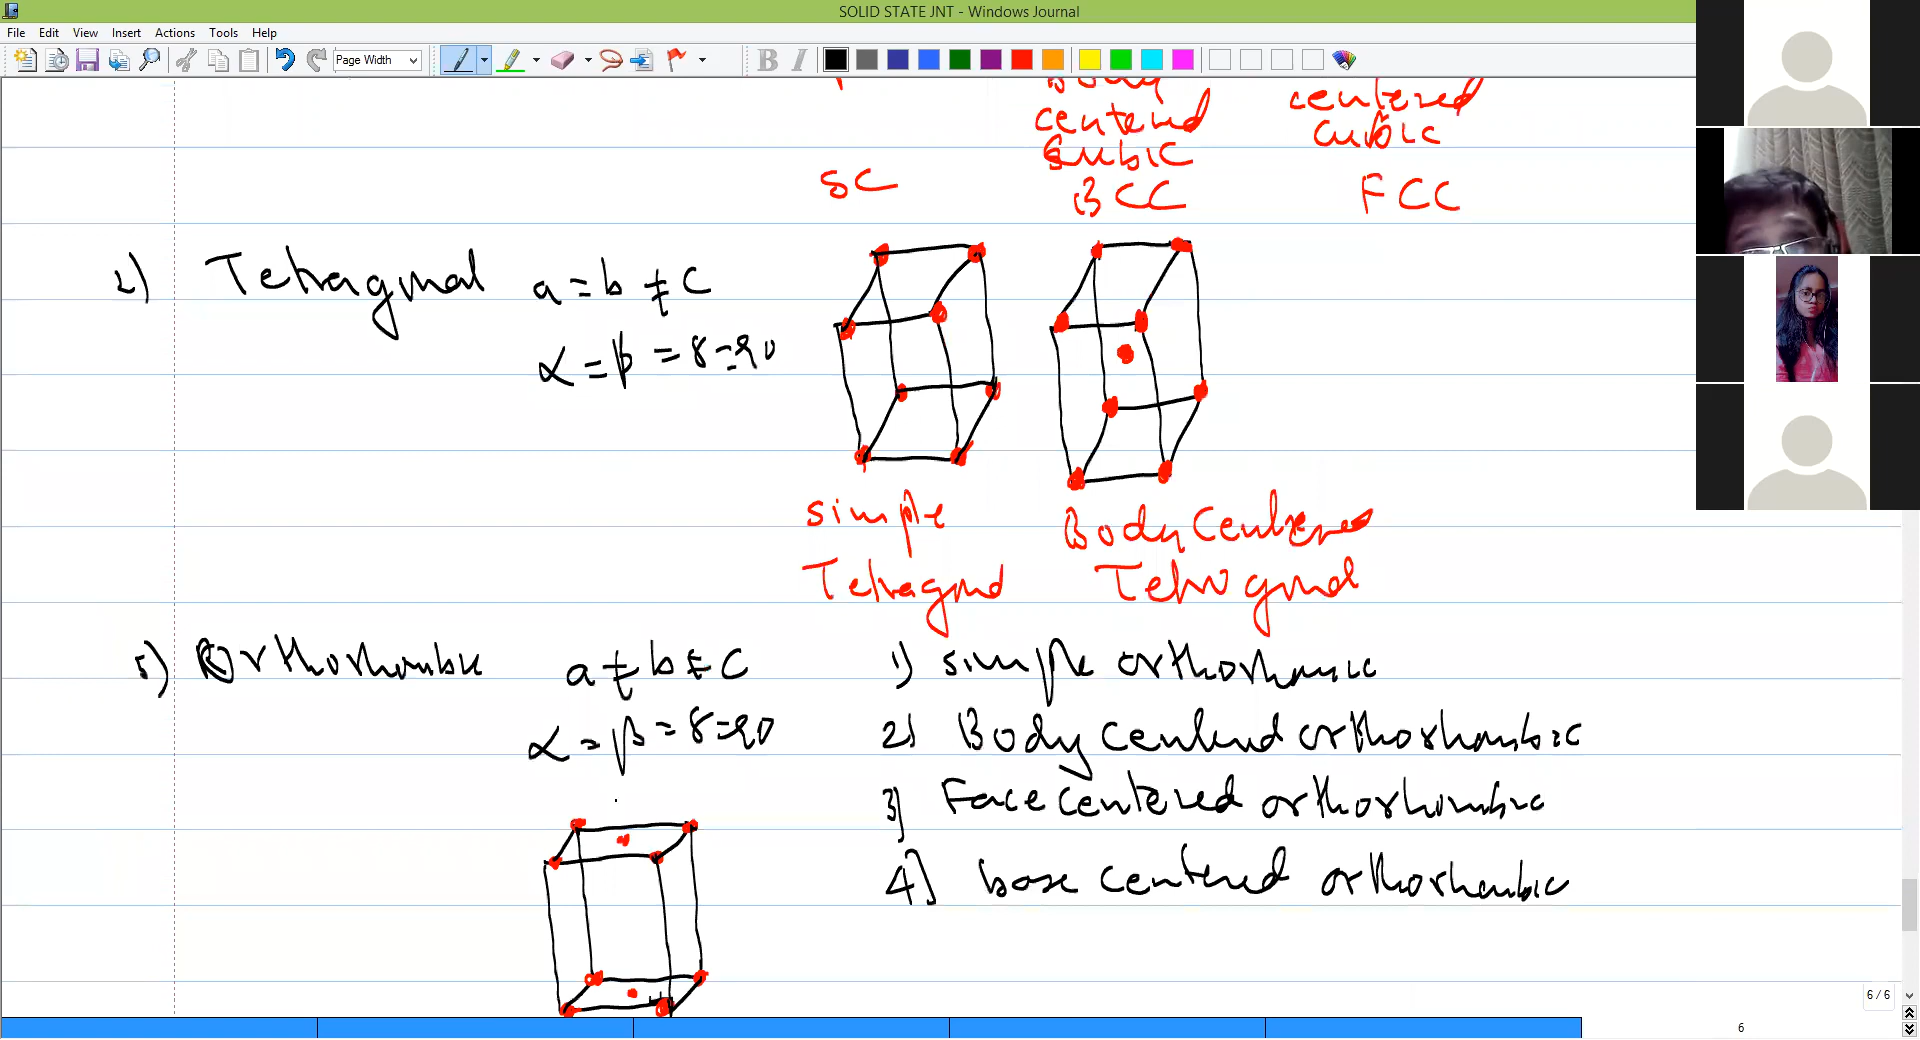 SOLID STATE JNT - Windows Journal
File Edit View Insert Actions Tools Help
Page Width
B I
centered
cubic
centered
cubic
SC
BCC
FCC
2) Tetragonal a = b ≠ c
α = β = γ = 90
simple
Tetragonal
Body Centered
Tetragonal
3) Orthorhombic a ≠ b ≠ c
α = β = γ = 90
1) simple orthorhombic
2) Body centered orthorhombic
3) Face centered orthorhombic
4) base centered orthorhombic
6 / 6
6